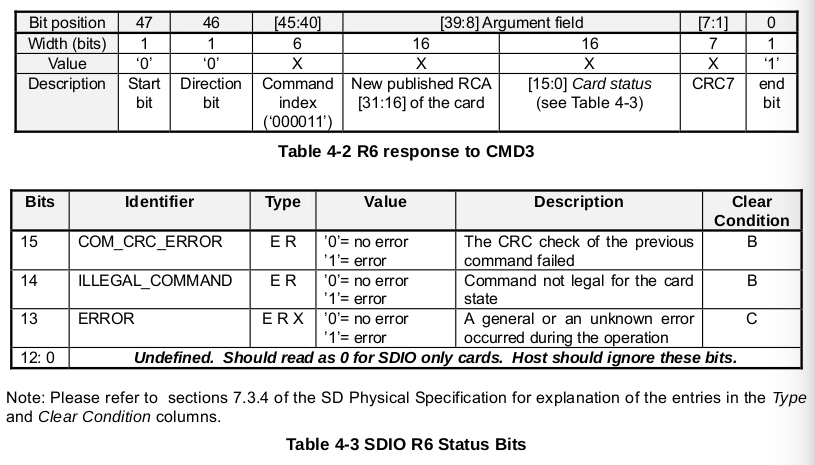 Bit position 47 46 [45:40] [39:8] Argument field [7:1] 0
Width (bits) 1 1 6 16 16 7 1
Value ‘0’ ‘0’ X X X X ‘1’
Description Start bit Direction bit Command index (‘000011’) New published RCA [31:16] of the card [15:0] Card status (see Table 4-3) CRC7 end bit
Table 4-2 R6 response to CMD3
Bits Identifier Type Value Description Clear Condition
15 COM_CRC_ERROR E R ’0’= no error ’1’= error The CRC check of the previous command failed B
14 ILLEGAL_COMMAND E R ’0’= no error ’1’= error Command not legal for the card state B
13 ERROR E R X ’0’= no error ’1’= error A general or an unknown error occurred during the operation C
12: 0 Undefined. Should read as 0 for SDIO only cards. Host should ignore these bits.
Note: Please refer to sections 7.3.4 of the SD Physical Specification for explanation of the entries in the Type
and Clear Condition columns.
Table 4-3 SDIO R6 Status Bits